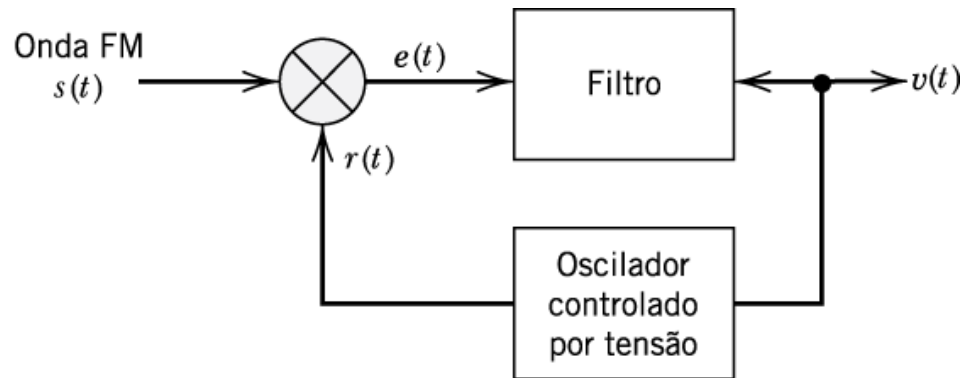 Onda FM
s(t)
e(t)
Filtro
v(t)
r(t)
Oscilador
controlado
por tensão